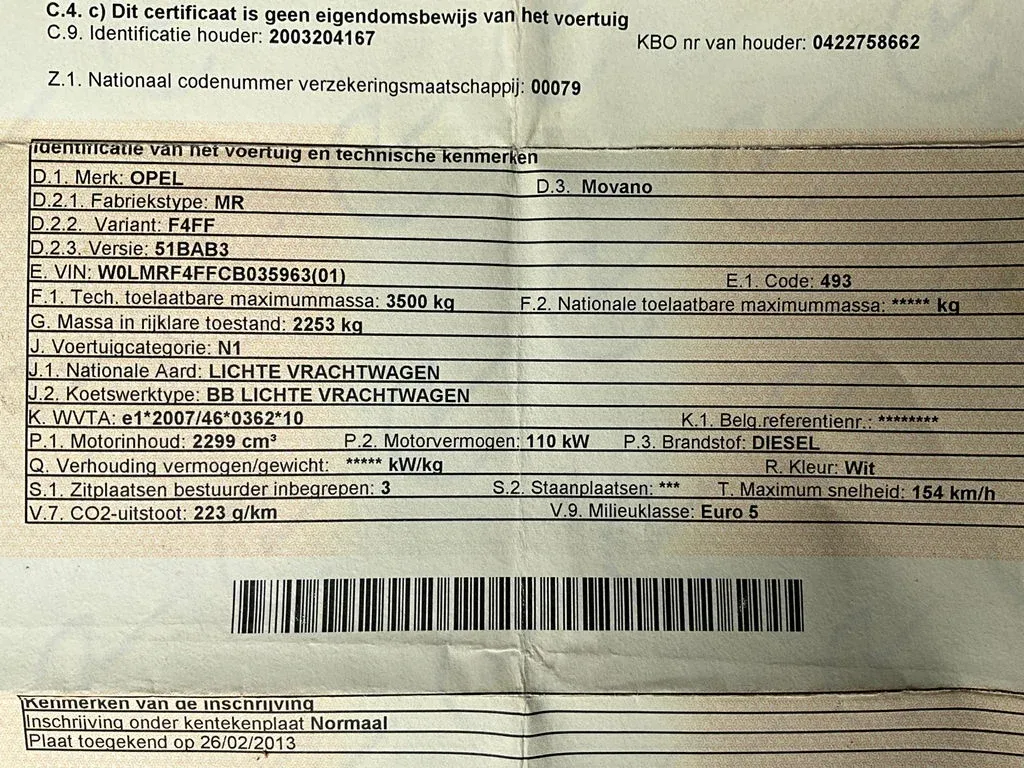 C.4. c) Dit certificaat is geen eigendomsbewijs van het voertuig
C.9. Identificatie houder: 2003204167 KBO nr van houder: 0422758662
Z.1. Nationaal codenummer verzekeringsmaatschappij: 00079
Identificatie van het voertuig en technische kenmerken
D.1. Merk: OPEL D.3. Movano
D.2.1. Fabriekstype: MR
D.2.2. Variant: F4FF
D.2.3. Versie: 51BAB3
E. VIN: W0LMRF4FFCB035963(01) E.1. Code: 493
F.1. Tech. toelaatbare maximummassa: 3500 kg F.2. Nationale toelaatbare maximummassa: ***** kg
G. Massa in rijklare toestand: 2253 kg
J. Voertuigcategorie: N1
J.1. Nationale Aard: LICHTE VRACHTWAGEN
J.2. Koetswerktype: BB LICHTE VRACHTWAGEN
K. WVTA: e1*2007/46*0362*10 K.1. Belg.referentienr.: ********
P.1. Motorinhoud: 2299 cm³ P.2. Motorvermogen: 110 kW P.3. Brandstof: DIESEL
Q. Verhouding vermogen/gewicht: ***** kW/kg R. Kleur: Wit
S.1. Zitplaatsen bestuurder inbegrepen: 3 S.2. Staanplaatsen: *** T. Maximum snelheid: 154 km/h
V.7. CO2-uitstoot: 223 g/km V.9. Milieuklasse: Euro 5
Kenmerken van de inschrijving
Inschrijving onder kentekenplaat Normaal
Plaat toegekend op 26/02/2013